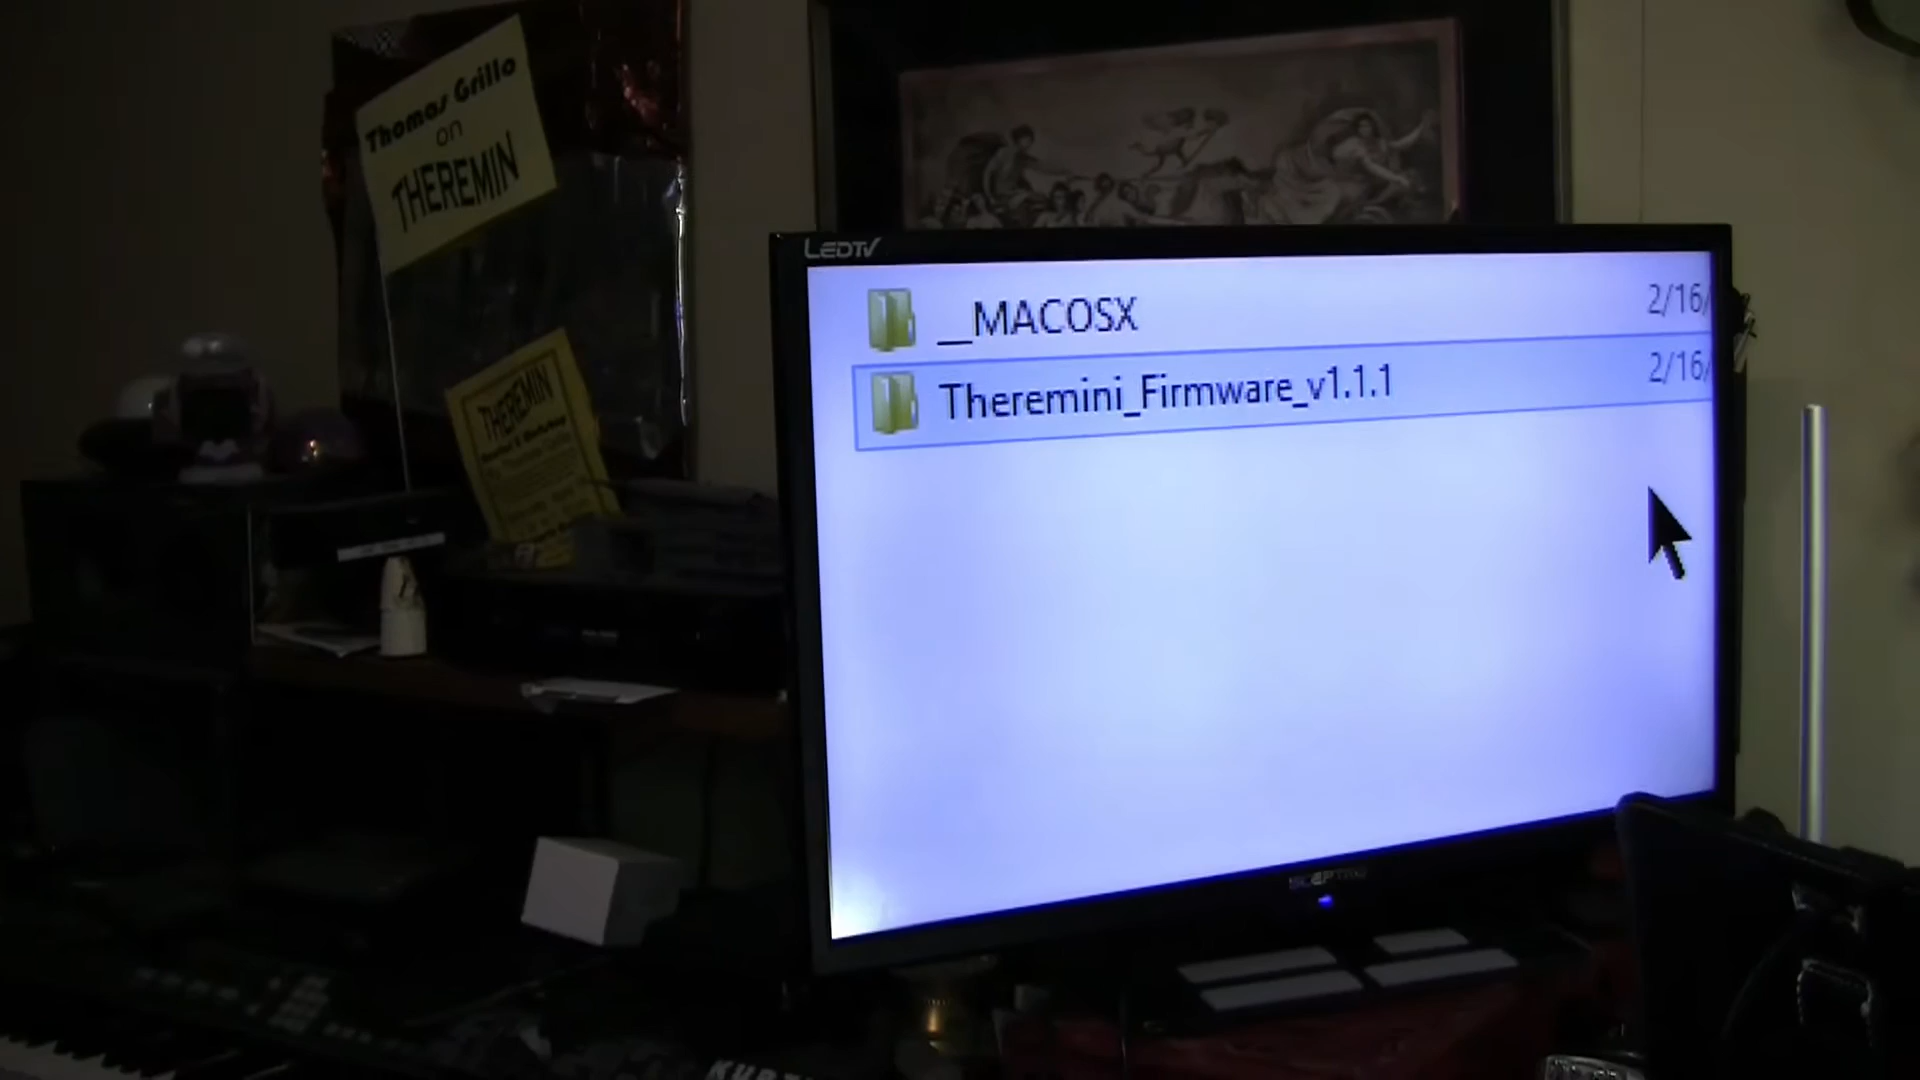 Thomas Grillo
on
THEREMIN
THEREMIN
LEDTV
__MACOSX
2/16/
Theremini_Firmware_v1.1.1
2/16/
SCEPTRE